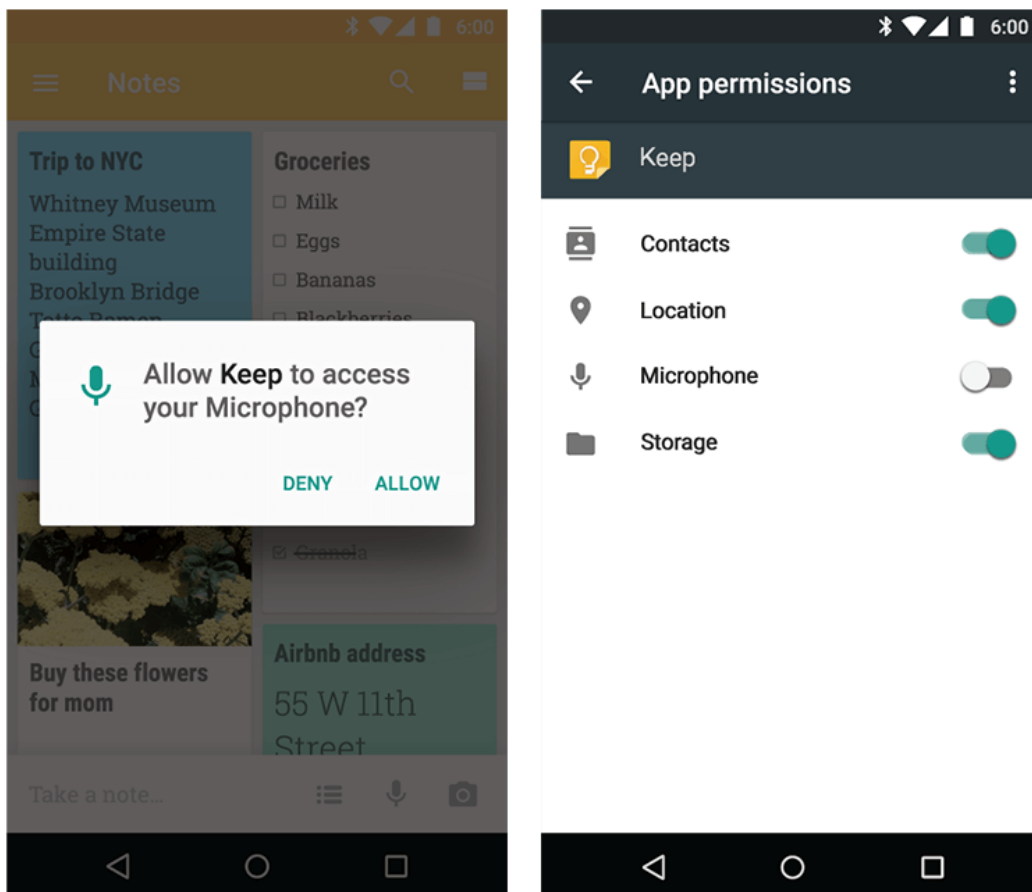 6:00
Notes
Trip to NYC
Whitney Museum
Empire State
building
Brooklyn Bridge
Groceries
Milk
Eggs
Bananas
Blackberries
Allow Keep to access
your Microphone?
DENY
ALLOW
Granola
Buy these flowers
for mom
Airbnb address
55 W 11th
Street
Take a note...
6:00
App permissions
Keep
Contacts
Location
Microphone
Storage